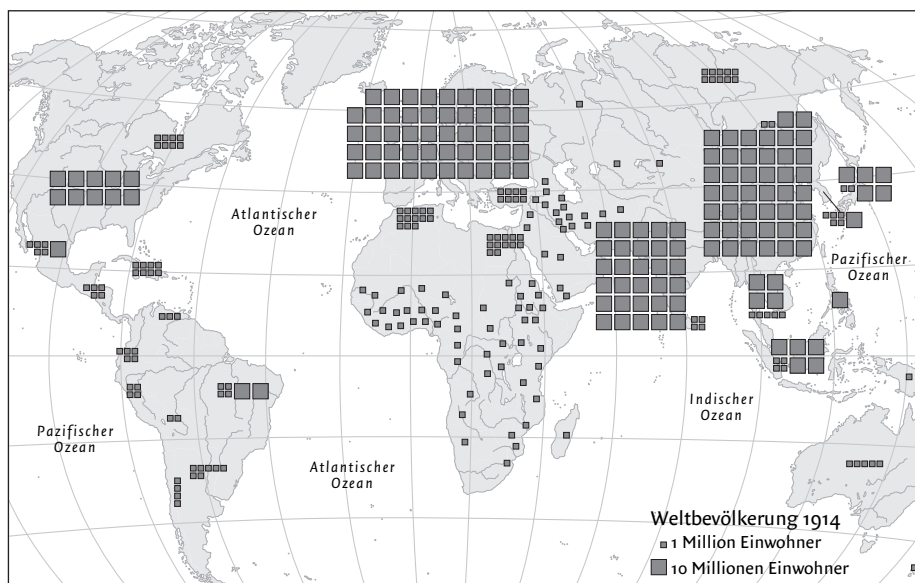 Atlantischer
Ozean
Pazifischer
Ozean
Indischer
Ozean
Pazifischer
Ozean
Atlantischer
Ozean
Weltbevölkerung 1914
1 Million Einwohner
10 Millionen Einwohner